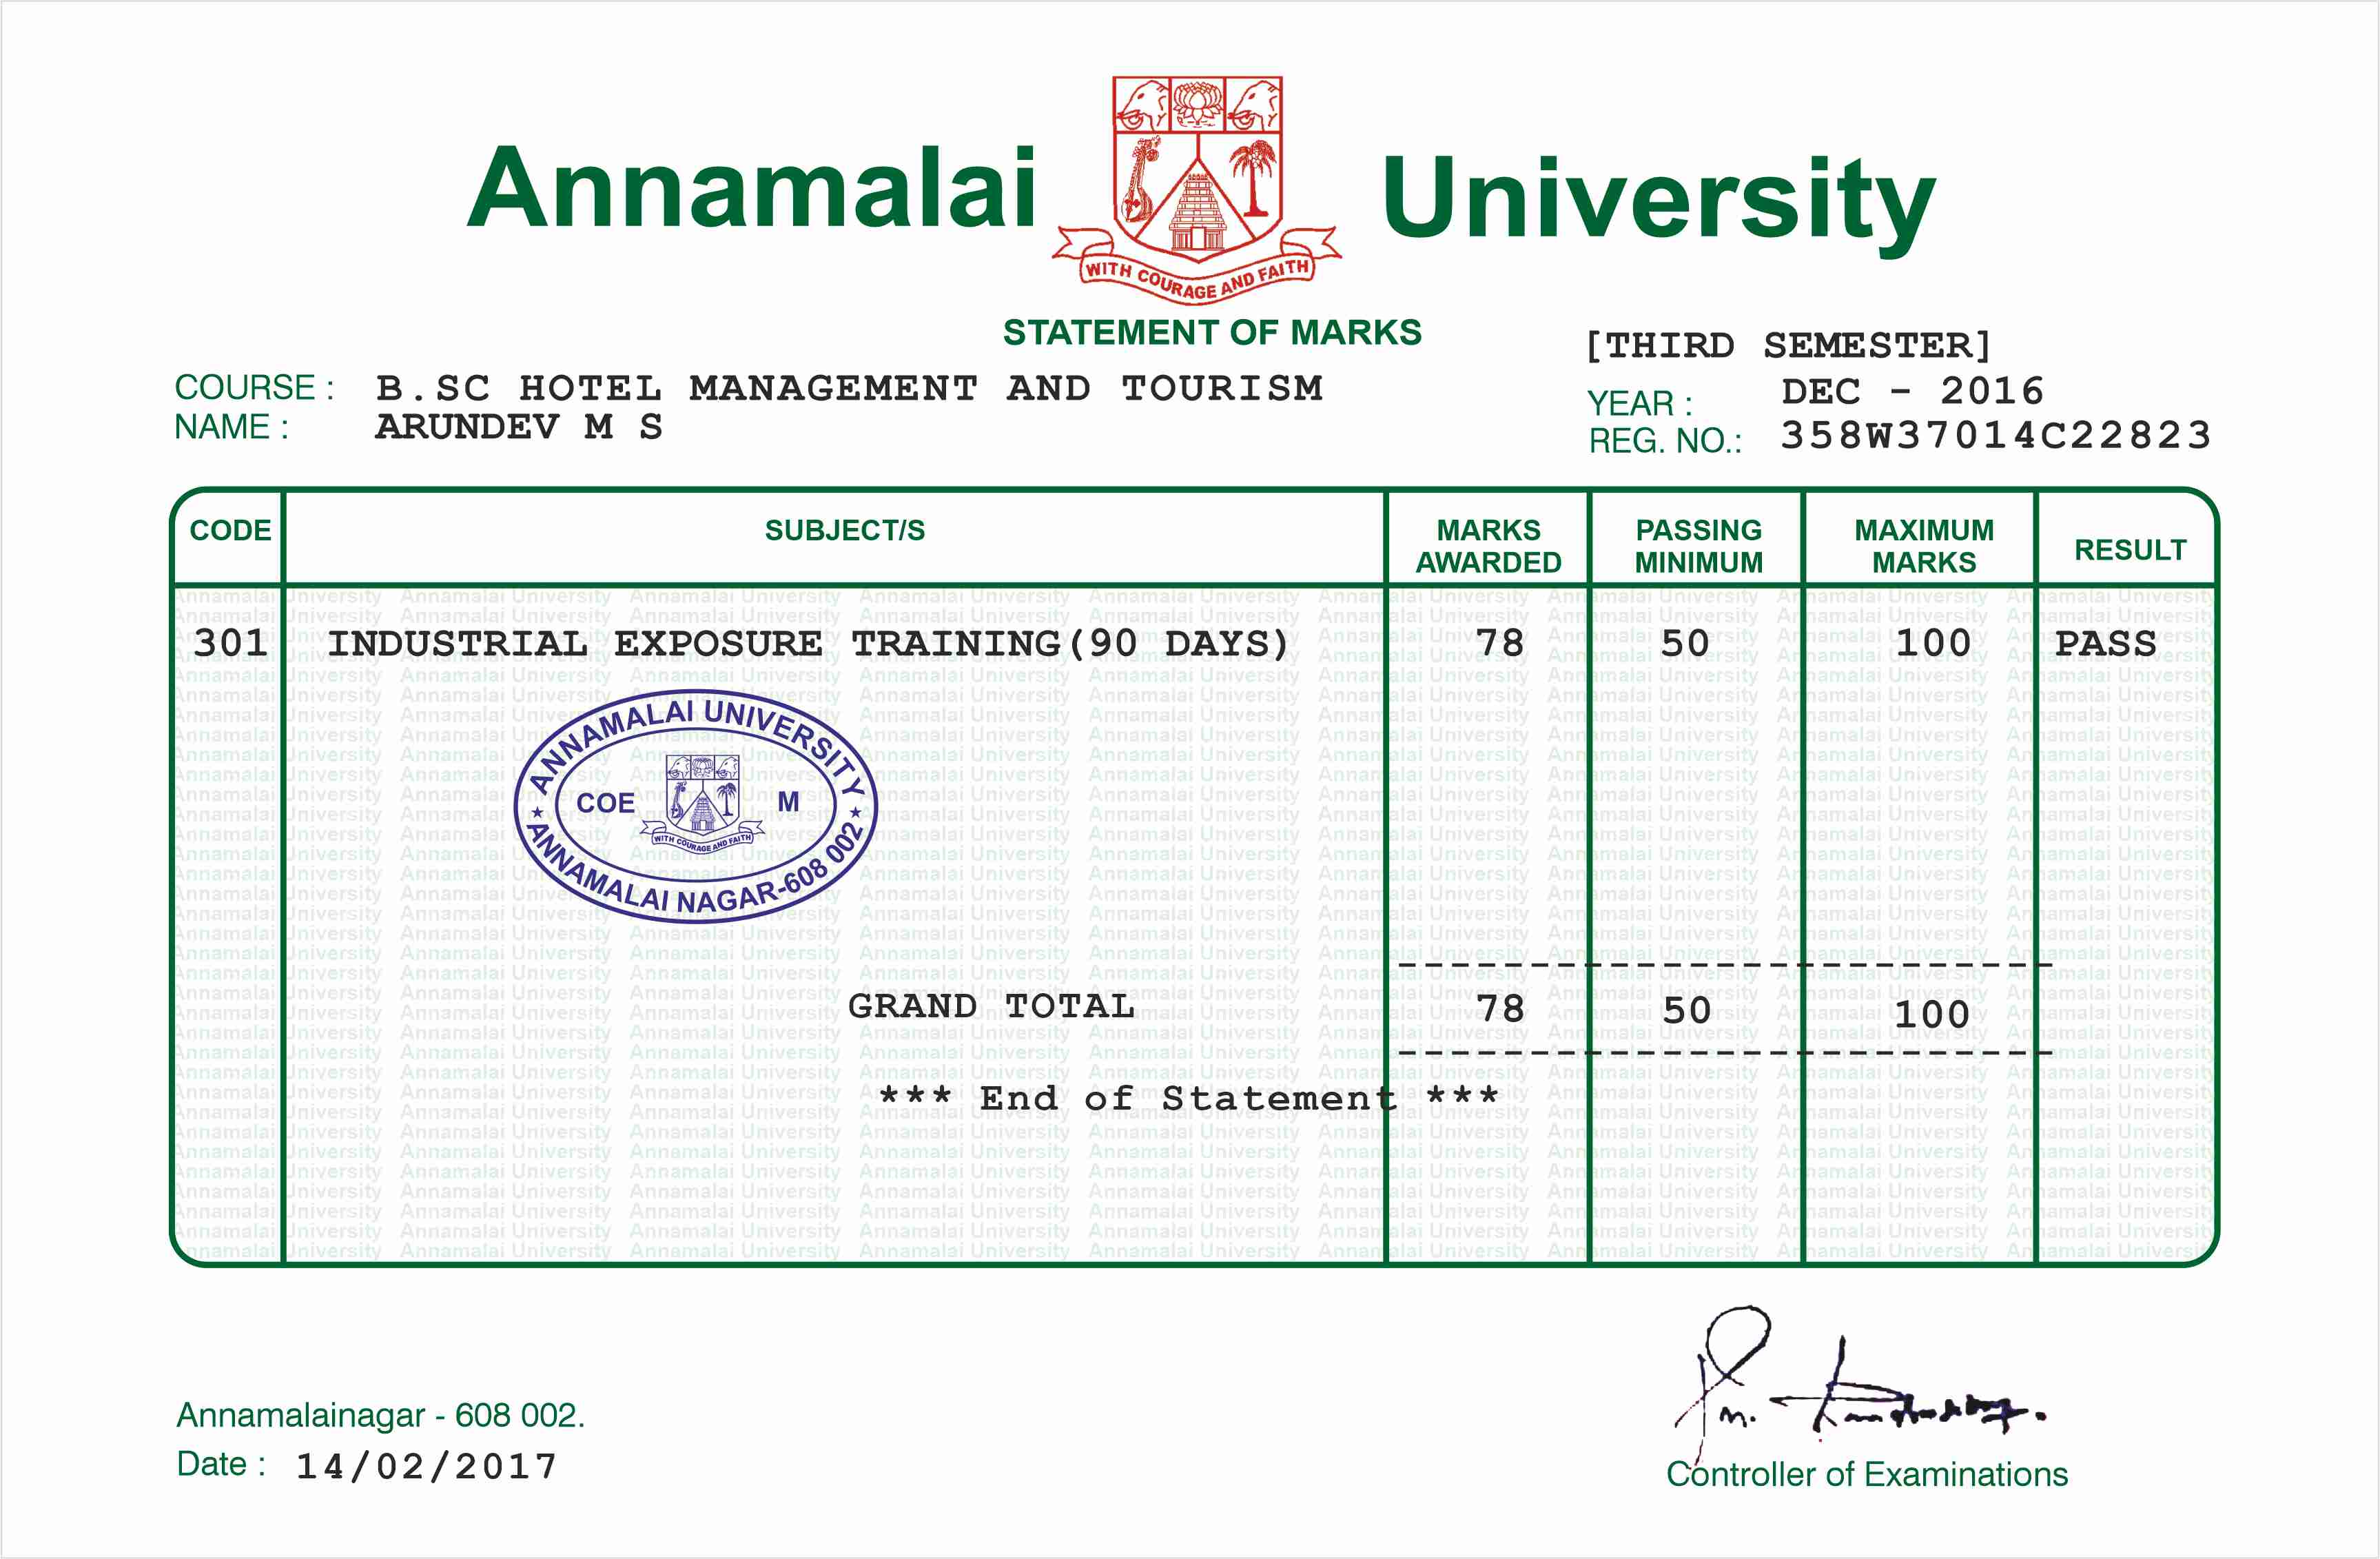 Annamalai University
WITH COURAGE AND FAITH
STATEMENT OF MARKS
[THIRD SEMESTER]
COURSE : B.SC HOTEL MANAGEMENT AND TOURISM
YEAR : DEC - 2016
NAME : ARUNDEV M S
REG. NO.: 358W37014C22823
CODE SUBJECT/S MARKS AWARDED PASSING MINIMUM MAXIMUM MARKS RESULT
301 INDUSTRIAL EXPOSURE TRAINING(90 DAYS) 78 50 100 PASS
ANNAMALAI UNIVERSITY
COE M
WITH COURAGE AND FAITH
ANNAMALAI NAGAR-608 002
GRAND TOTAL 78 50 100
*** End of Statement ***
Annamalainagar - 608 002.
Date : 14/02/2017
Controller of Examinations